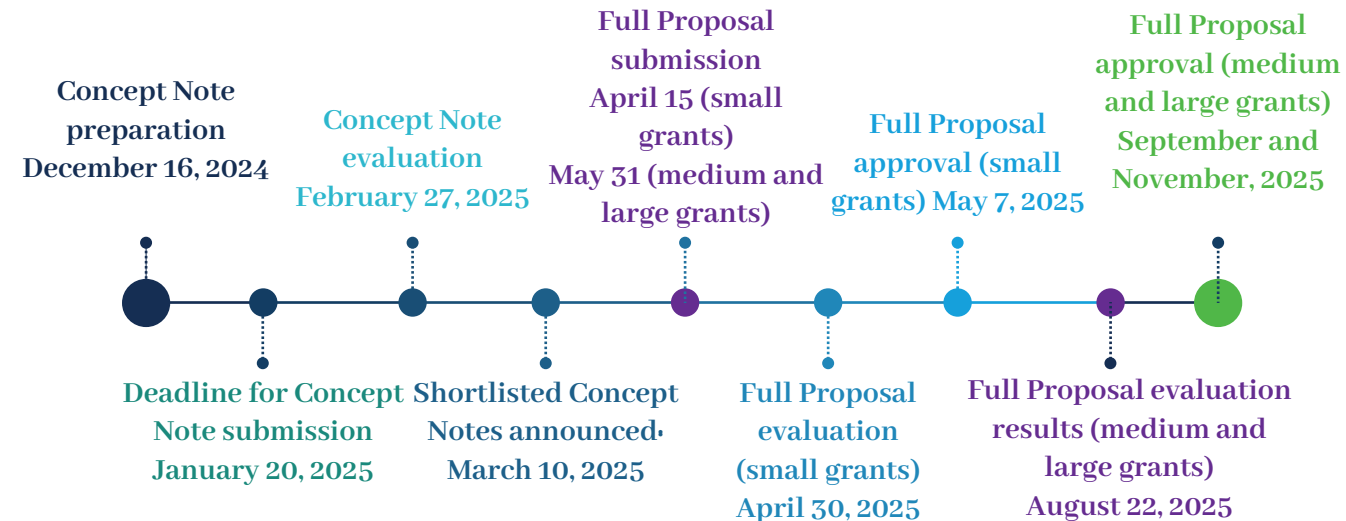 Concept Note
preparation
December 16, 2024
Deadline for Concept
Note submission
January 20, 2025
Concept Note
evaluation
February 27, 2025
Shortlisted Concept
Notes announced.
March 10, 2025
Full Proposal
submission
April 15 (small
grants)
May 31 (medium and
large grants)
Full Proposal
evaluation
(small grants)
April 30, 2025
Full Proposal
approval (small
grants) May 7, 2025
Full Proposal evaluation
results (medium and
large grants)
August 22, 2025
Full Proposal
approval (medium
and large grants)
September and
November, 2025